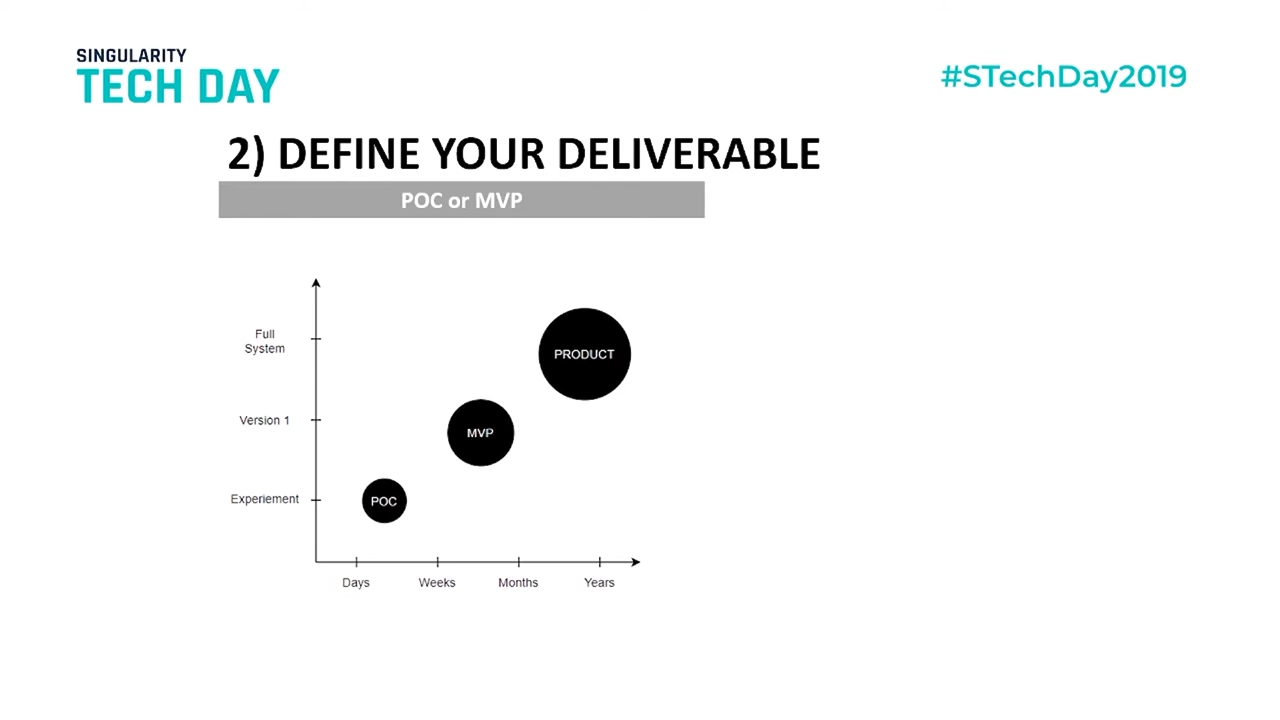 SINGULARITY
TECH DAY
#STechDay2019
2) DEFINE YOUR DELIVERABLE
POC or MVP
Full
System
PRODUCT
Version 1
MVP
Experiement
POC
Days
Weeks
Months
Years